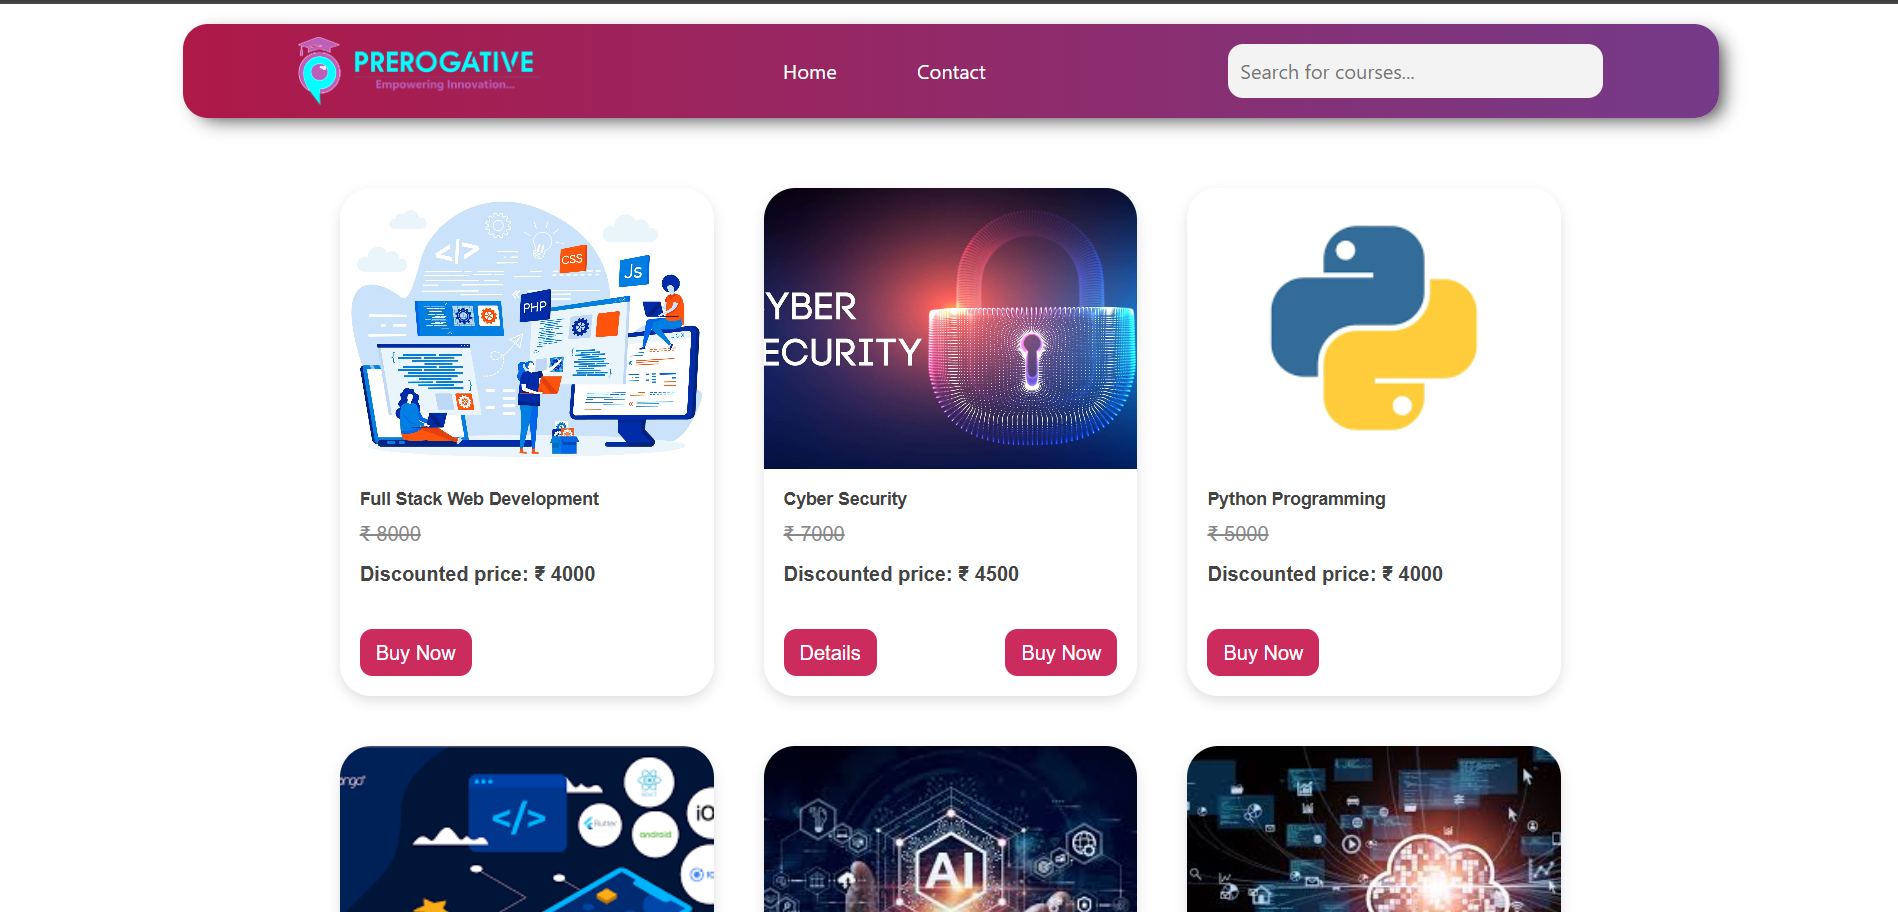 PREROGATIVE
Empowering Innovation...
Home
Contact
Search for courses...
</>
CSS
Js
PHP
YBER
ECURITY
Full Stack Web Development
₹ 8000
Discounted price: ₹ 4000
Buy Now
Cyber Security
₹ 7000
Discounted price: ₹ 4500
Details
Buy Now
Python Programming
₹ 5000
Discounted price: ₹ 4000
Buy Now
ongo
</>
Flutter
android
iO
AI